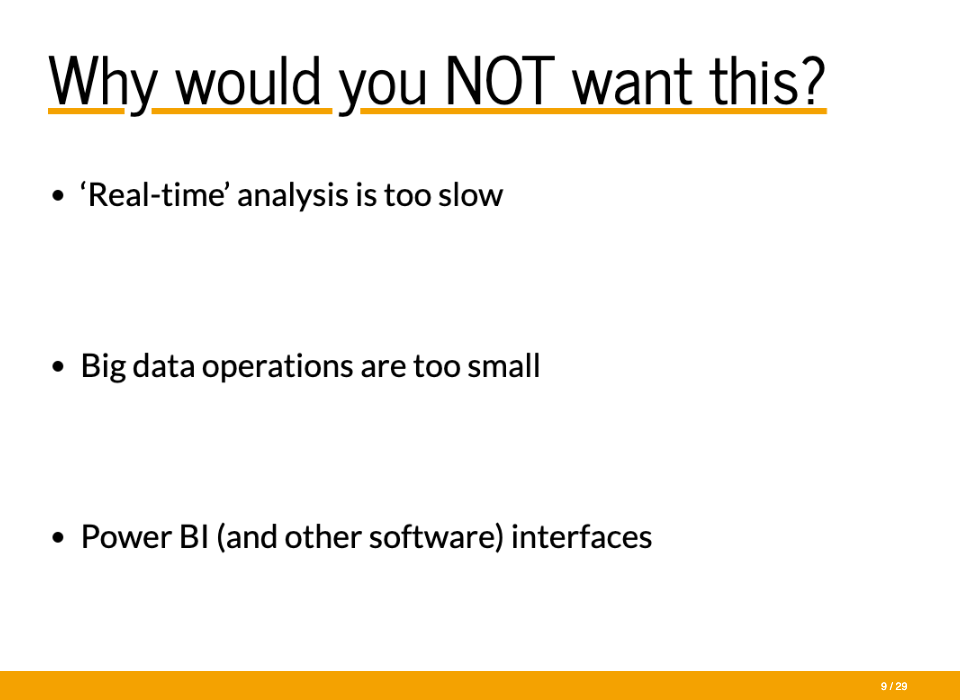 Why would you NOT want this?
• ‘Real-time’ analysis is too slow
• Big data operations are too small
• Power BI (and other software) interfaces
9 / 29